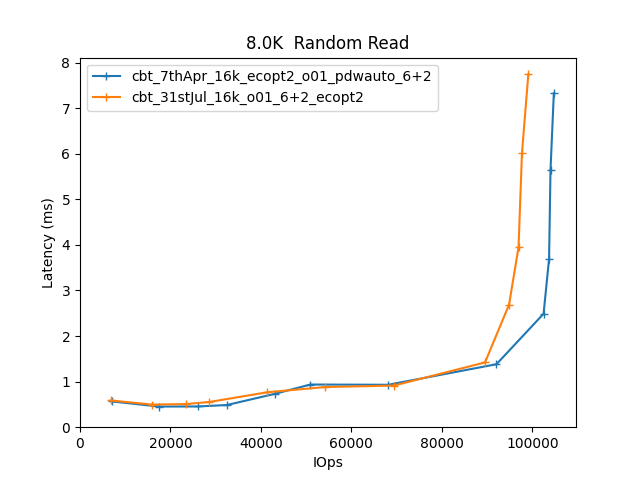 8.0K  Random Read
cbt_7thApr_16k_ecopt2_o01_pdwauto_6+2
cbt_31stJul_16k_o01_6+2_ecopt2
Latency (ms)
8
7
6
5
4
3
2
1
0
0 20000 40000 60000 80000 100000
IOps